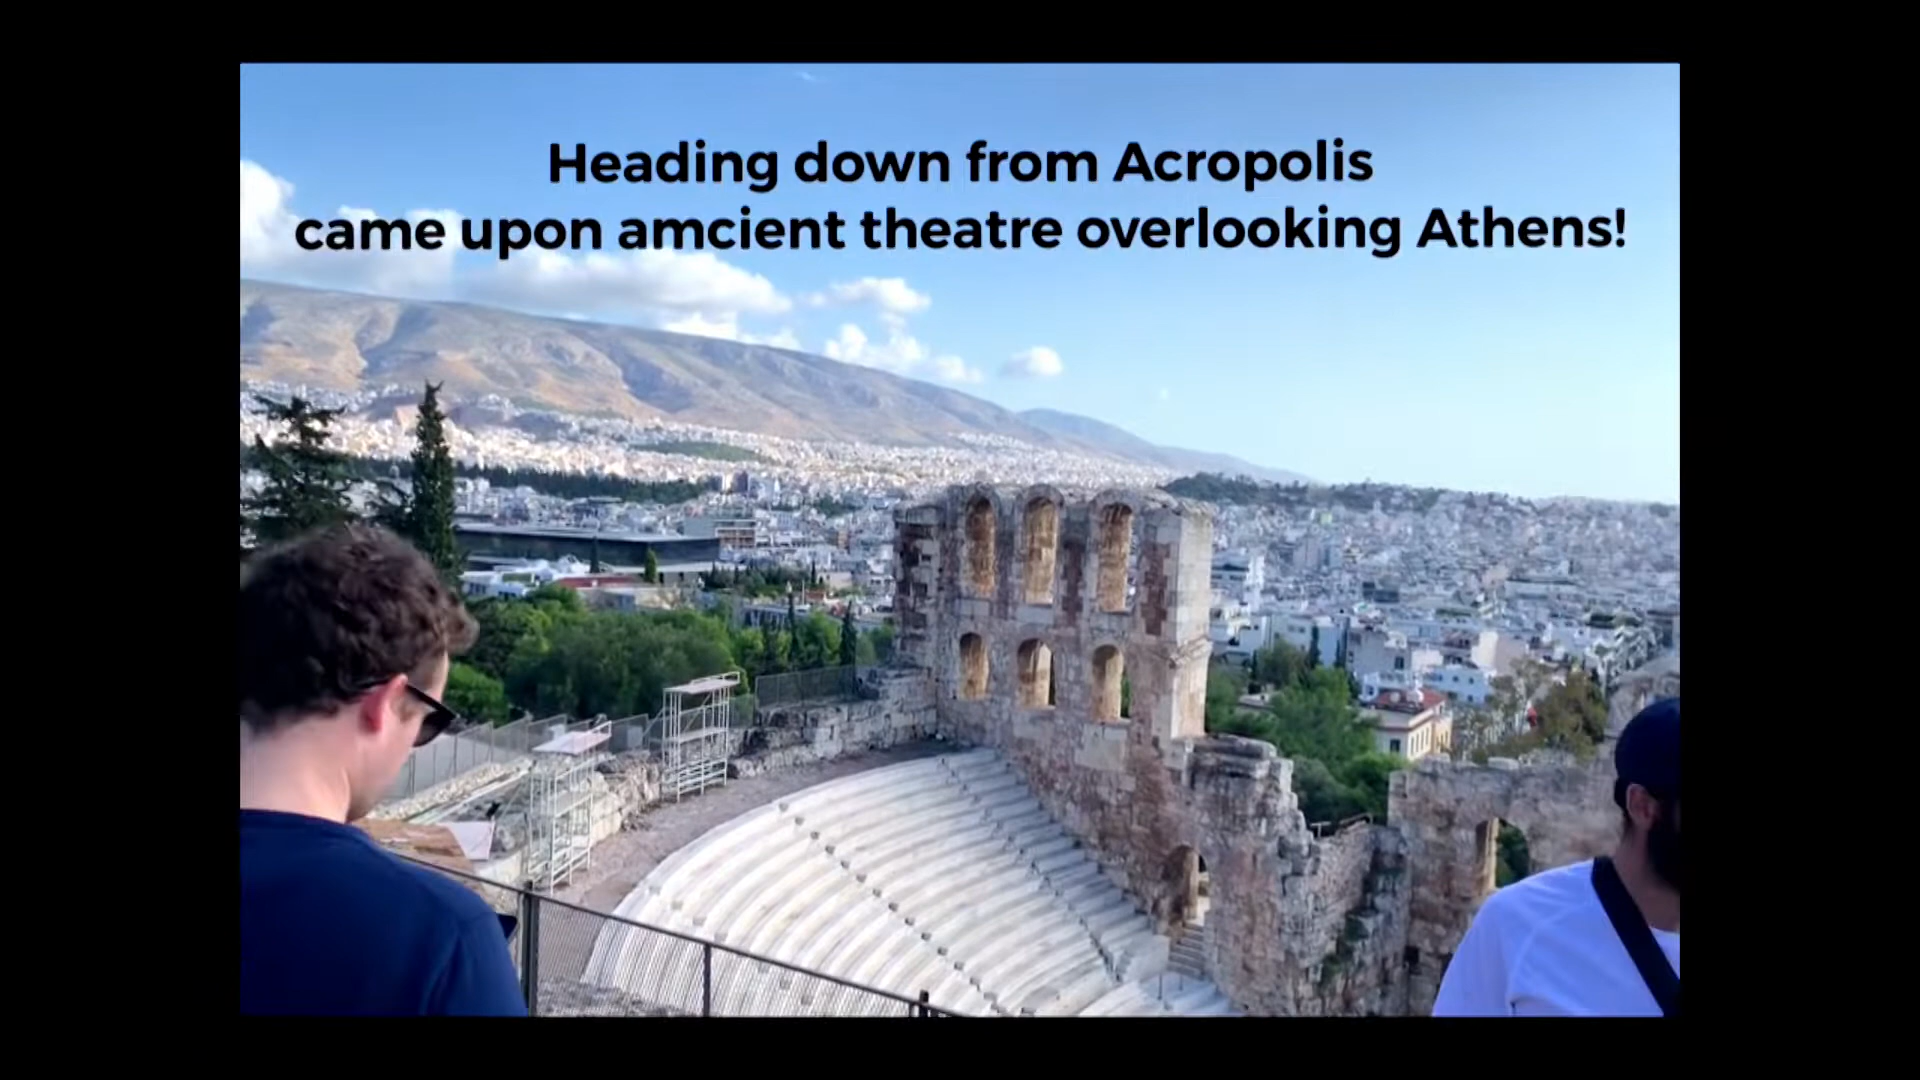 Heading down from Acropolis
came upon amcient theatre overlooking Athens!